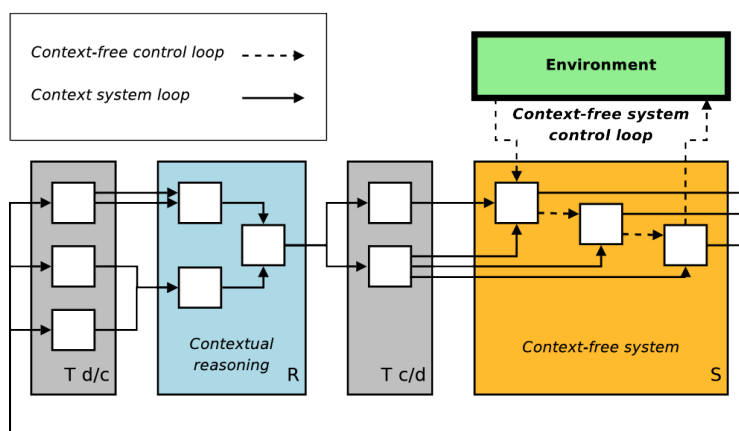 Context-free control loop
Context system loop
Environment
Context-free system
control loop
Contextual
reasoning
Context-free system
T d/c
R
T c/d
S